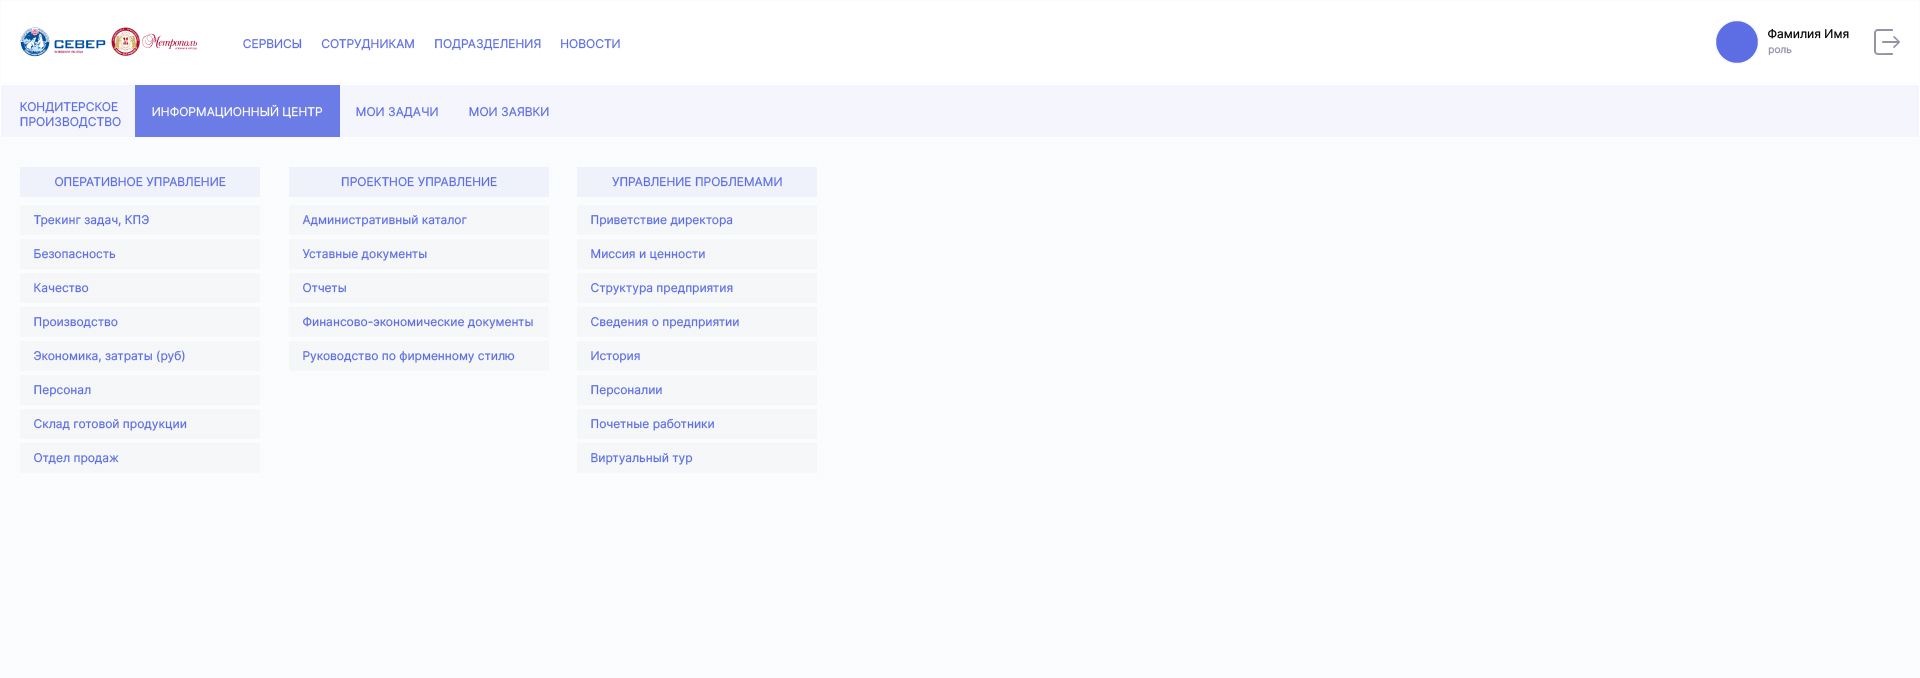 СЕВЕР
Метрополь
СЕРВИСЫ
СОТРУДНИКАМ
ПОДРАЗДЕЛЕНИЯ
НОВОСТИ
Фамилия Имя
роль
КОНДИТЕРСКОЕ
ПРОИЗВОДСТВО
ИНФОРМАЦИОННЫЙ ЦЕНТР
МОИ ЗАДАЧИ
МОИ ЗАЯВКИ
ОПЕРАТИВНОЕ УПРАВЛЕНИЕ
Трекинг задач, КПЭ
Безопасность
Качество
Производство
Экономика, затраты (руб)
Персонал
Склад готовой продукции
Отдел продаж
ПРОЕКТНОЕ УПРАВЛЕНИЕ
Административный каталог
Уставные документы
Отчеты
Финансово-экономические документы
Руководство по фирменному стилю
УПРАВЛЕНИЕ ПРОБЛЕМАМИ
Приветствие директора
Миссия и ценности
Структура предприятия
Сведения о предприятии
История
Персоналии
Почетные работники
Виртуальный тур